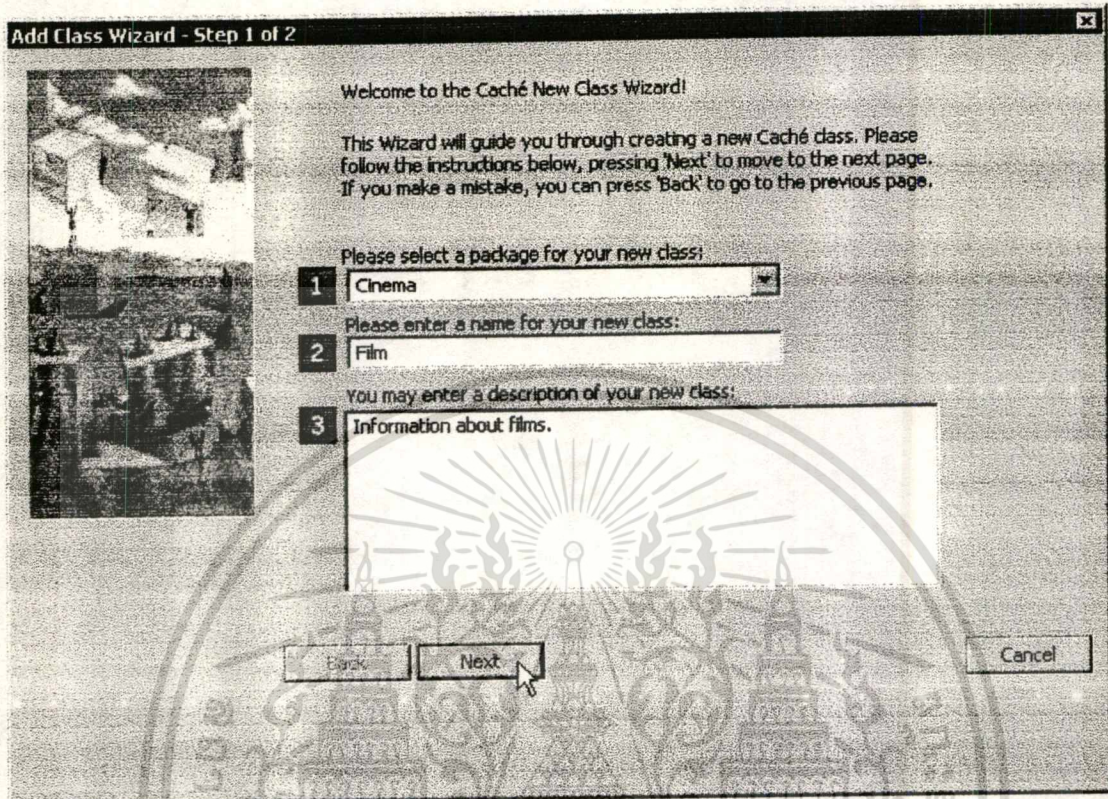 Add Class Wizard - Step 1 of 2
Welcome to the Caché New Class Wizard!
This Wizard will guide you through creating a new Caché class. Please
follow the instructions below, pressing 'Next' to move to the next page.
If you make a mistake, you can press 'Back' to go to the previous page.
Please select a package for your new class:
1 Cinema
Please enter a name for your new class:
2 Film
You may enter a description of your new class:
3 Information about films.
Back Next Cancel